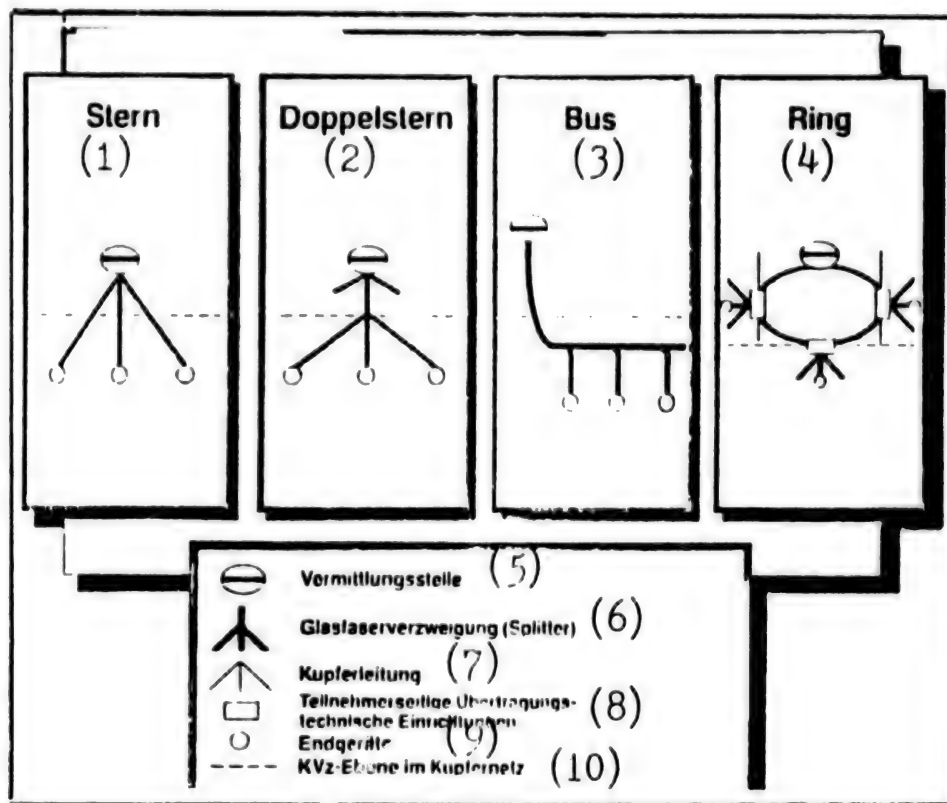 Stern
(1)
Doppelstern
(2)
Bus
(3)
Ring
(4)
Vermittlungsstelle (5)
Glasfaserverzweigung (Splitter) (6)
Kupferleitung (7)
Teilnehmerseitige Übertragungs-
technische Einrichtungen (8)
Endgeräte (9)
KVz-Ebene im Kupfernetz (10)